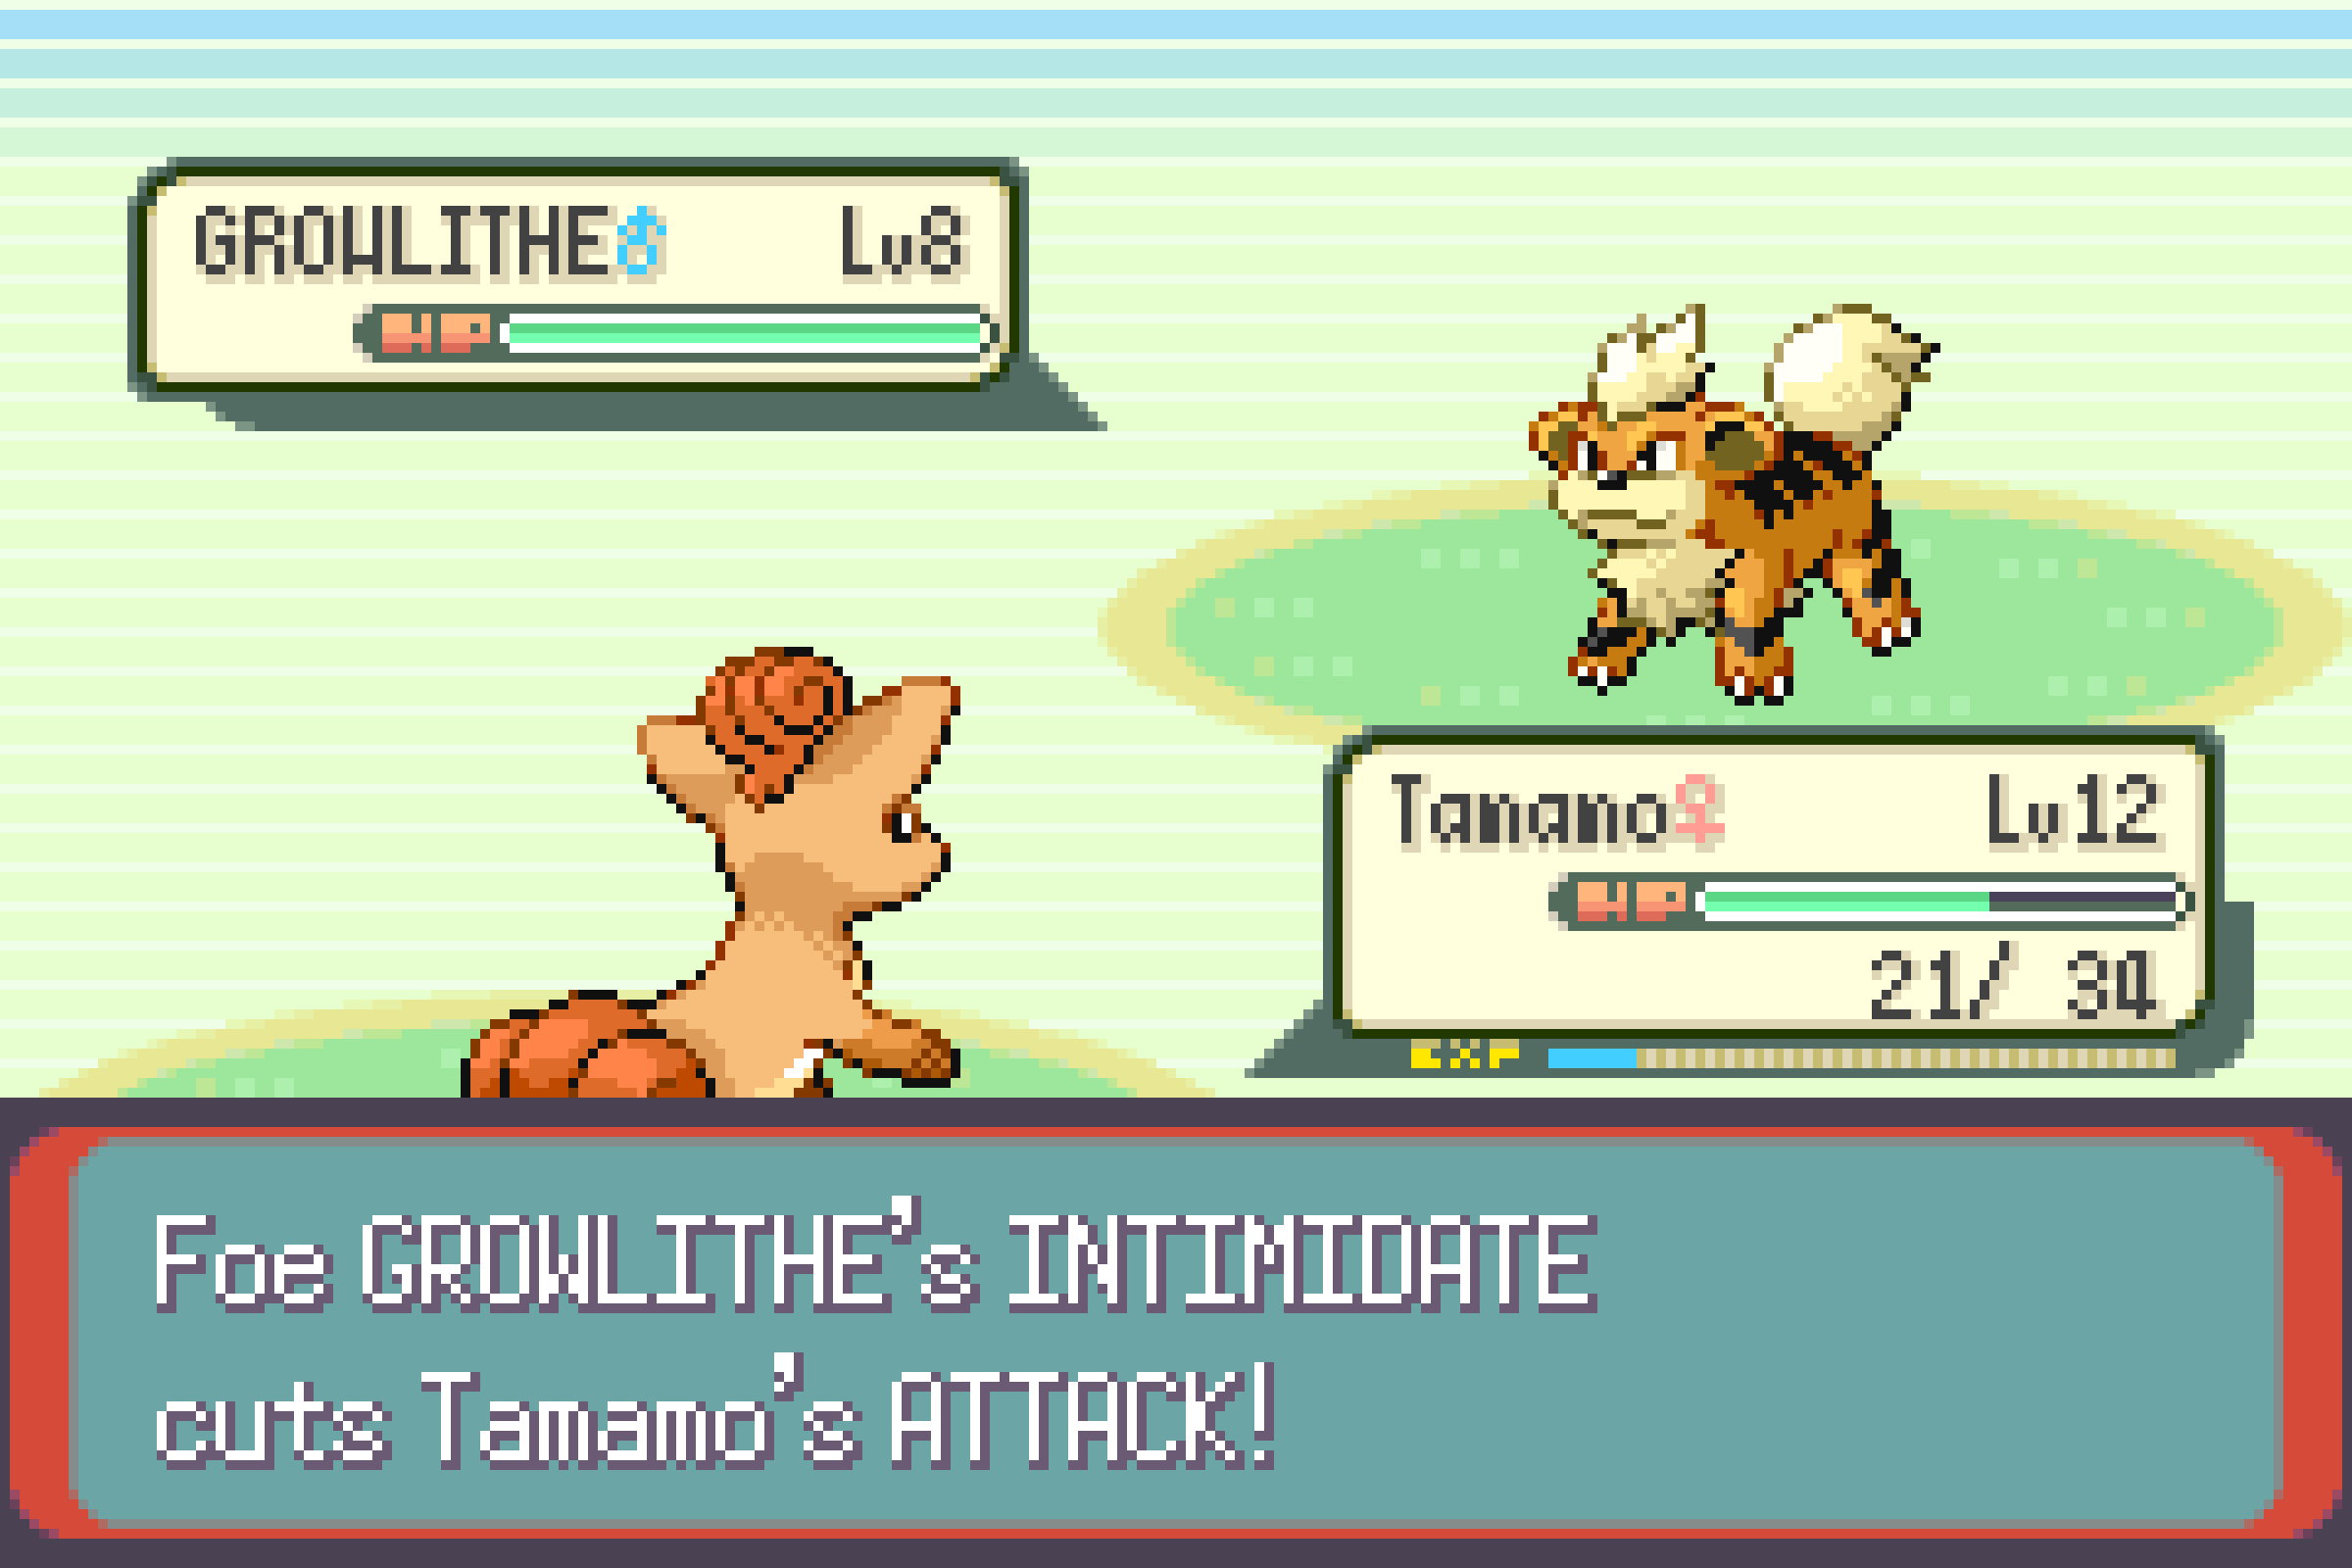 GROWLITHE♂ Lv8
HP
Tamamo♀ Lv12
HP
21/ 34
EXP
Foe GROWLITHE's INTIMIDATE
cuts Tamamo's ATTACK!